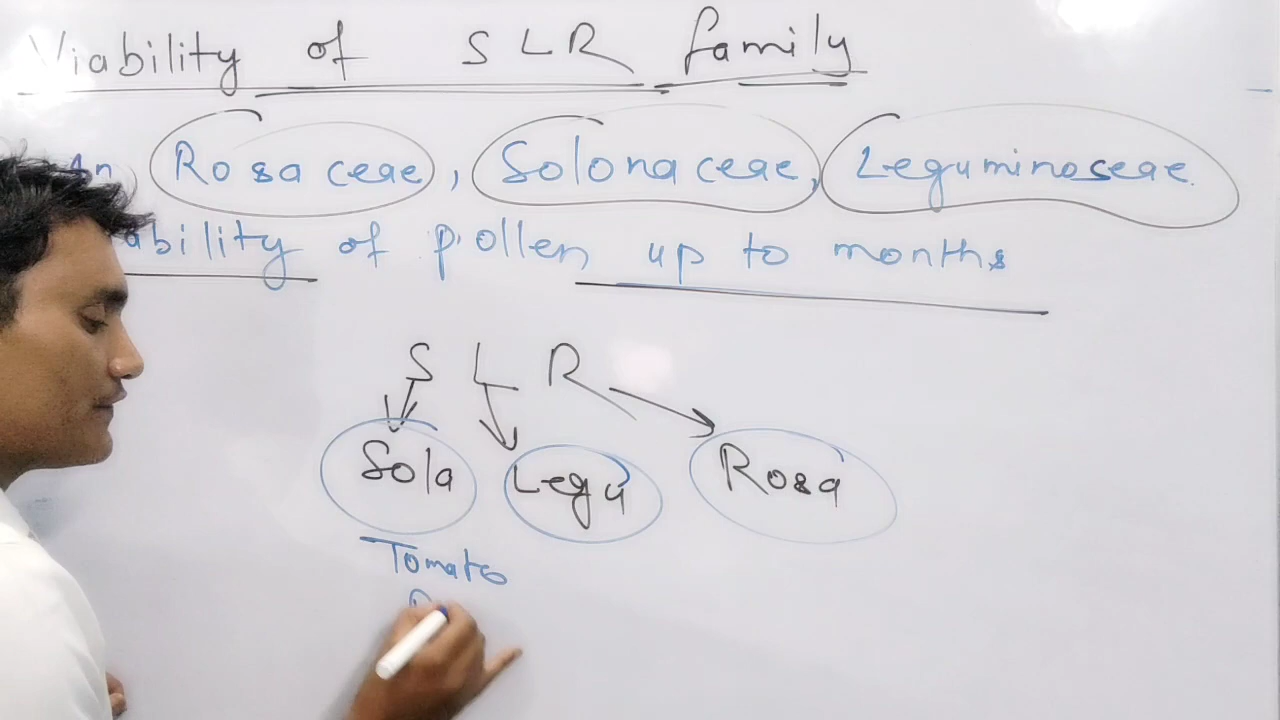 Viability of SLR family
In Rosaceae, Solonaceae, Leguminoseae
ability of pollen up to months
S L R
Sola Legu Rosa
Tomato